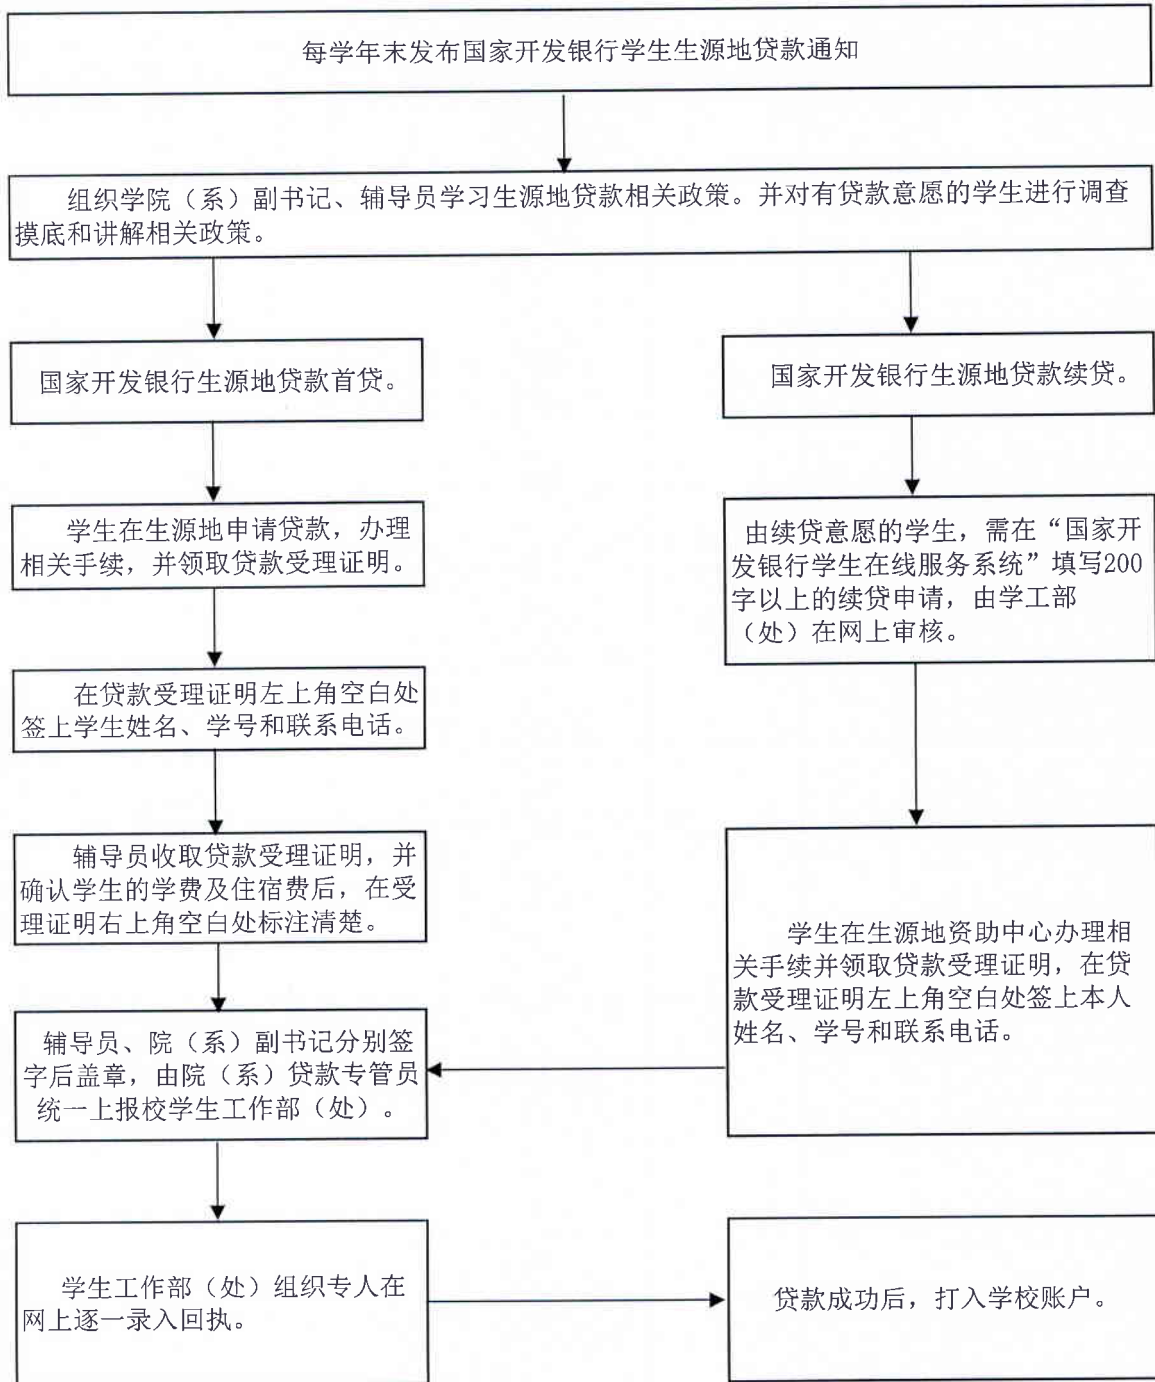 每学年末发布国家开发银行学生生源地贷款通知
组织学院（系）副书记、辅导员学习生源地贷款相关政策。并对有贷款意愿的学生进行调查
摸底和讲解相关政策。
国家开发银行生源地贷款首贷。
国家开发银行生源地贷款续贷。
学生在生源地申请贷款，办理
相关手续，并领取贷款受理证明。
由续贷意愿的学生，需在“国家开
发银行学生在线服务系统”填写200
字以上的续贷申请，由学工部
（处）在网上审核。
在贷款受理证明左上角空白处
签上学生姓名、学号和联系电话。
辅导员收取贷款受理证明，并
确认学生的学费及住宿费后，在受
理证明右上角空白处标注清楚。
学生在生源地资助中心办理相
关手续并领取贷款受理证明，在贷
款受理证明左上角空白处签上本人
姓名、学号和联系电话。
辅导员、院（系）副书记分别签
字后盖章，由院（系）贷款专管员
统一上报校学生工作部（处）。
学生工作部（处）组织专人在
网上逐一录入回执。
贷款成功后，打入学校账户。